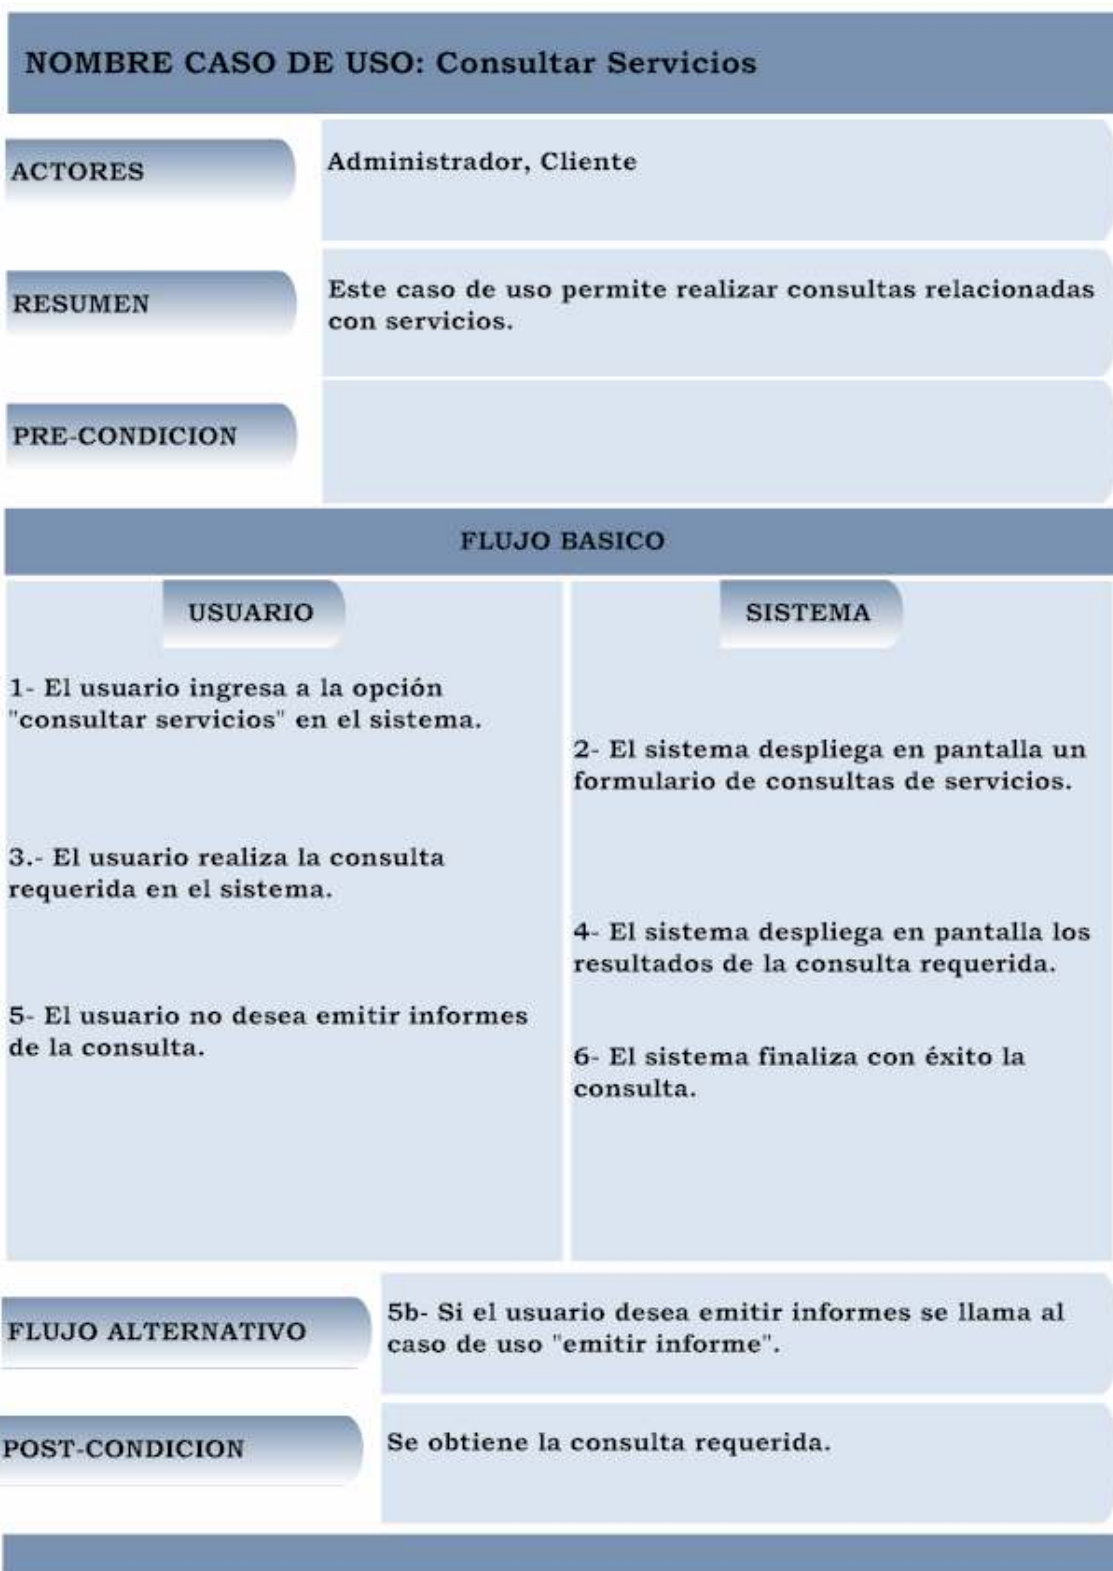 NOMBRE CASO DE USO: Consultar Servicios
ACTORES
Administrador, Cliente
RESUMEN
Este caso de uso permite realizar consultas relacionadas
con servicios.
PRE-CONDICION
FLUJO BASICO
USUARIO
SISTEMA
1- El usuario ingresa a la opción
"consultar servicios" en el sistema.
2- El sistema despliega en pantalla un
formulario de consultas de servicios.
3.- El usuario realiza la consulta
requerida en el sistema.
4- El sistema despliega en pantalla los
resultados de la consulta requerida.
5- El usuario no desea emitir informes
de la consulta.
6- El sistema finaliza con éxito la
consulta.
FLUJO ALTERNATIVO
5b- Si el usuario desea emitir informes se llama al
caso de uso "emitir informe".
POST-CONDICION
Se obtiene la consulta requerida.